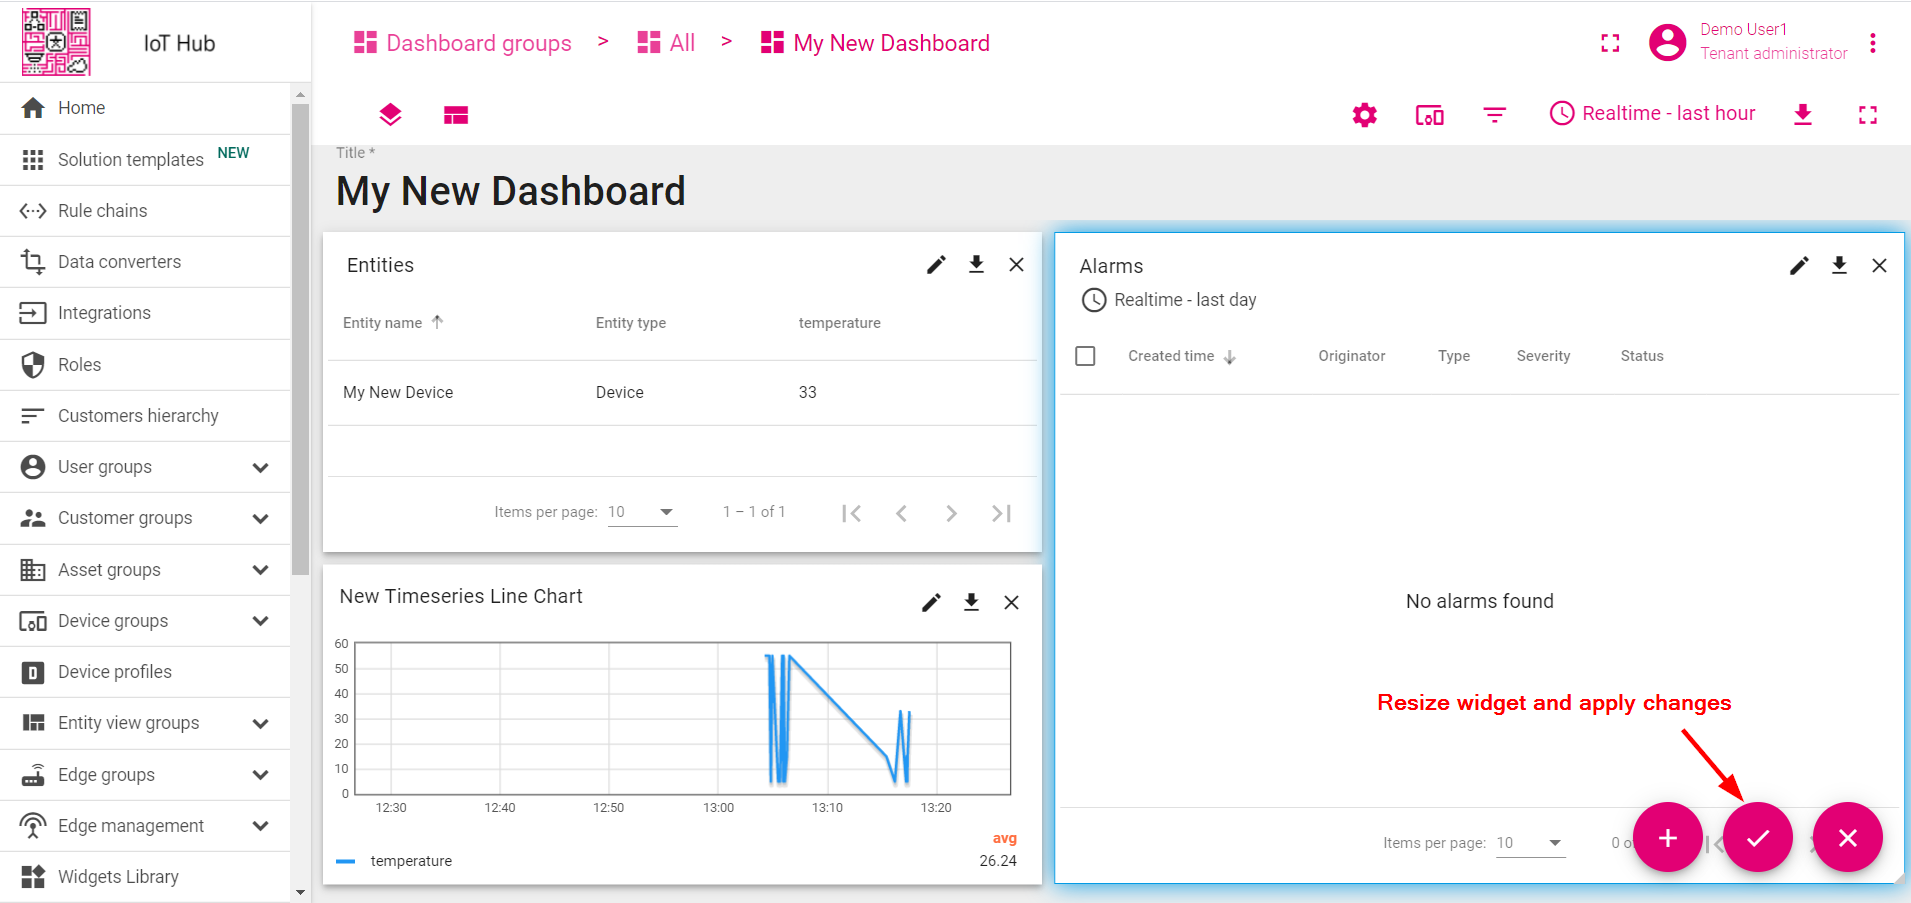 IoT Hub
Dashboard groups > All > My New Dashboard
Demo User1
Tenant administrator
Realtime - last hour
Home
Solution templates NEW
Rule chains
Data converters
Integrations
Roles
Customers hierarchy
User groups
Customer groups
Asset groups
Device groups
D Device profiles
Entity view groups
Edge groups
Edge management
Widgets Library
Title *
My New Dashboard
Entities
Entity name Entity type temperature
My New Device Device 33
Items per page: 10 1 – 1 of 1
New Timeseries Line Chart
60
50
40
30
20
10
0
12:30 12:40 12:50 13:00 13:10 13:20
avg
temperature 26.24
Alarms
Realtime - last day
Created time Originator Type Severity Status
No alarms found
Resize widget and apply changes
Items per page: 10 0